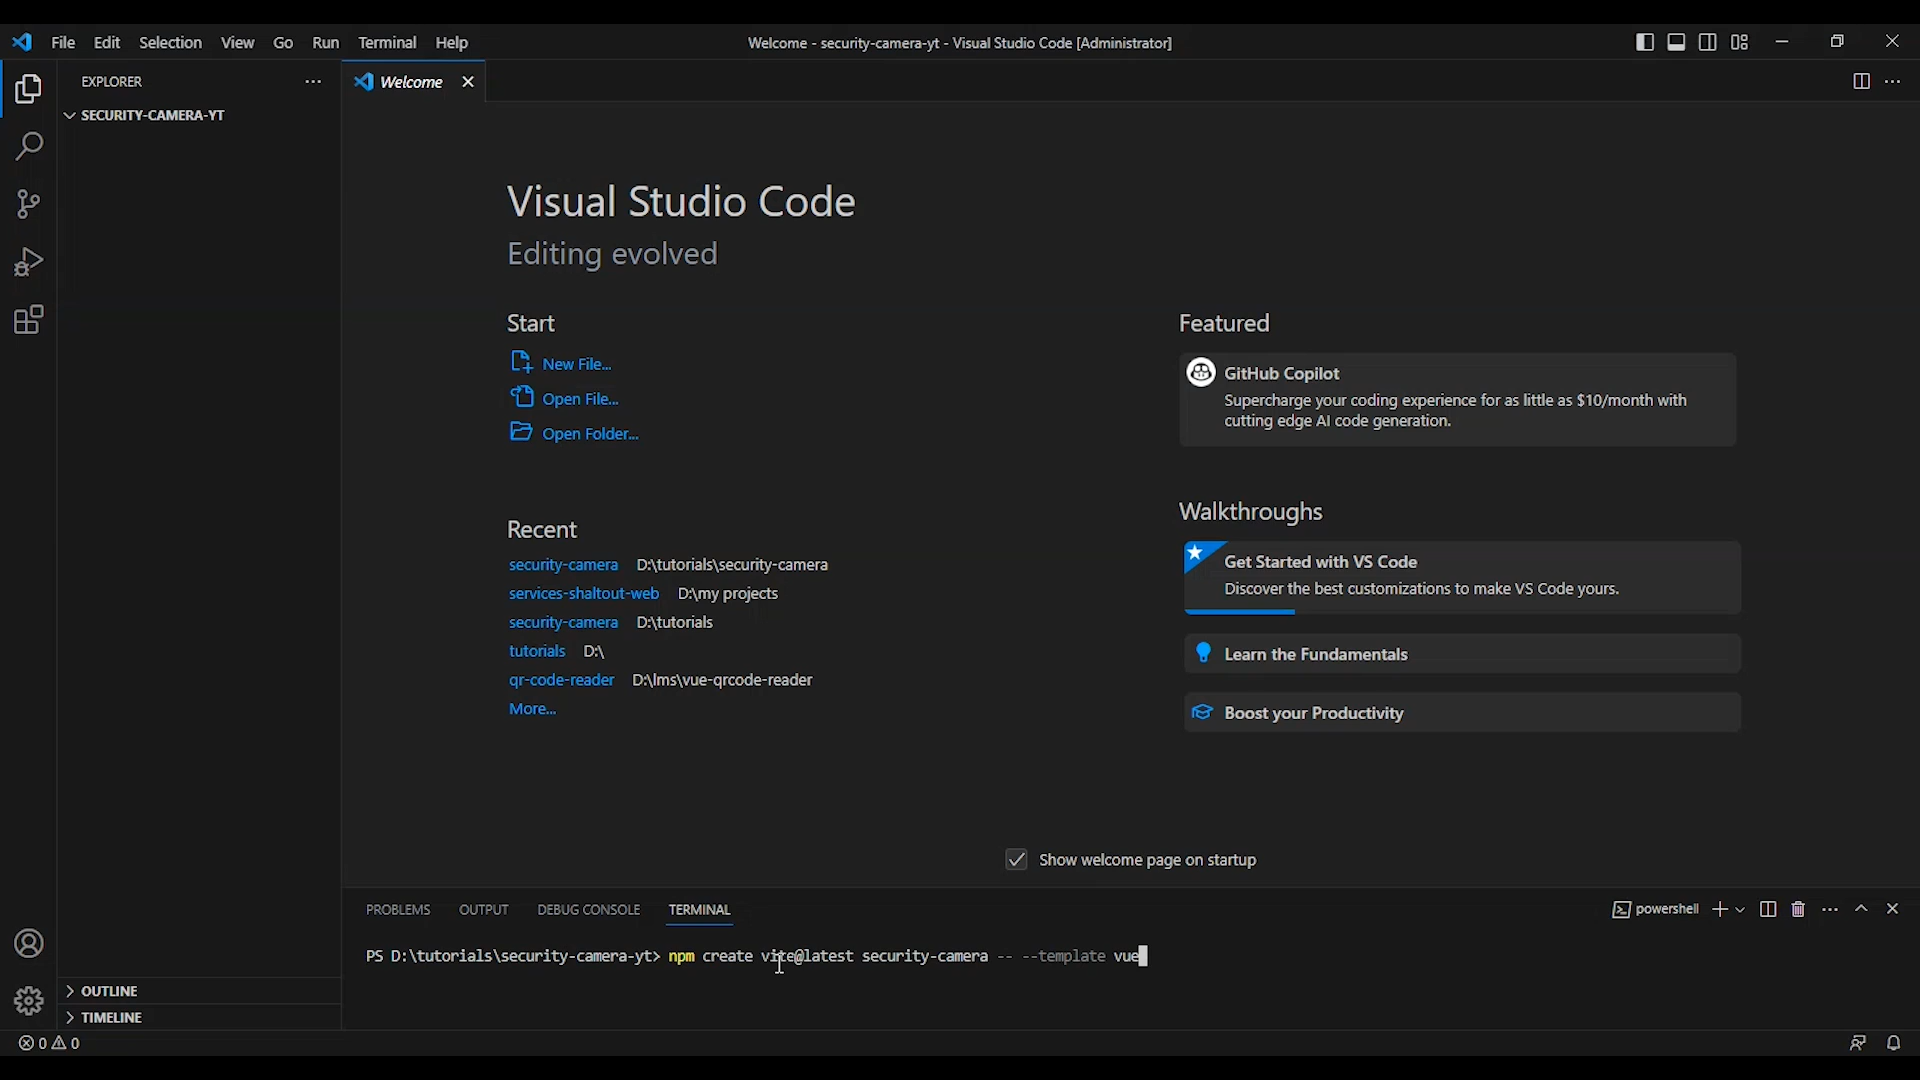 File Edit Selection View Go Run Terminal Help
Welcome - security-camera-yt - Visual Studio Code [Administrator]
EXPLORER
Welcome
SECURITY-CAMERA-YT
Visual Studio Code
Editing evolved
Start
New File...
Open File...
Open Folder...
Recent
security-camera D:\tutorials\security-camera
services-shaltout-web D:\my projects
security-camera D:\tutorials
tutorials D:\
qr-code-reader D:\lms\vue-qrcode-reader
More...
Featured
GitHub Copilot
Supercharge your coding experience for as little as $10/month with
cutting edge AI code generation.
Walkthroughs
Get Started with VS Code
Discover the best customizations to make VS Code yours.
Learn the Fundamentals
Boost your Productivity
Show welcome page on startup
PROBLEMS OUTPUT DEBUG CONSOLE TERMINAL
powershell
PS D:\tutorials\security-camera-yt> npm create vite@latest security-camera -- --template vue
OUTLINE
TIMELINE
0 0